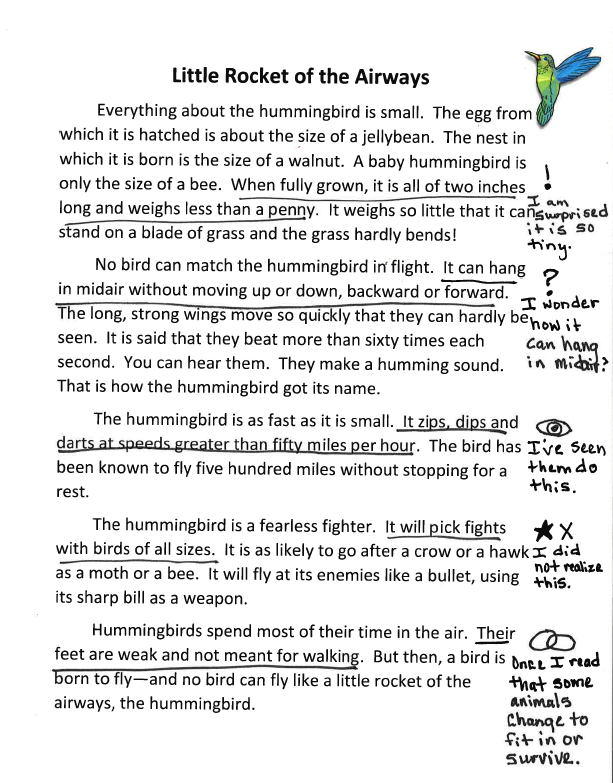 Little Rocket of the Airways
Everything about the hummingbird is small. The egg from
which it is hatched is about the size of a jellybean. The nest in
which it is born is the size of a walnut. A baby hummingbird is
only the size of a bee. When fully grown, it is all of two inches
long and weighs less than a penny. It weighs so little that it can
stand on a blade of grass and the grass hardly bends!
!
I am
surprised
it is so
tiny.
No bird can match the hummingbird in flight. It can hang
in midair without moving up or down, backward or forward.
The long, strong wings move so quickly that they can hardly be
seen. It is said that they beat more than sixty times each
second. You can hear them. They make a humming sound.
That is how the hummingbird got its name.
?
I wonder
how it
can hang
in midair?
The hummingbird is as fast as it is small. It zips, dips and
darts at speeds greater than fifty miles per hour. The bird has
been known to fly five hundred miles without stopping for a
rest.
I've seen
them do
this.
The hummingbird is a fearless fighter. It will pick fights
with birds of all sizes. It is as likely to go after a crow or a hawk
as a moth or a bee. It will fly at its enemies like a bullet, using
its sharp bill as a weapon.
★ X
I did
not realize
this.
Hummingbirds spend most of their time in the air. Their
feet are weak and not meant for walking. But then, a bird is
born to fly—and no bird can fly like a little rocket of the
airways, the hummingbird.
Once I read
that some
animals
change to
fit in or
survive.